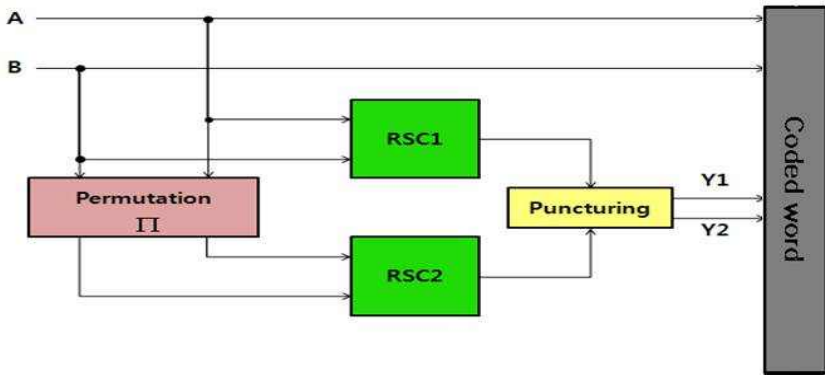 A
B
RSC1
Permutation
Π
Puncturing
Y1
Y2
RSC2
Coded word